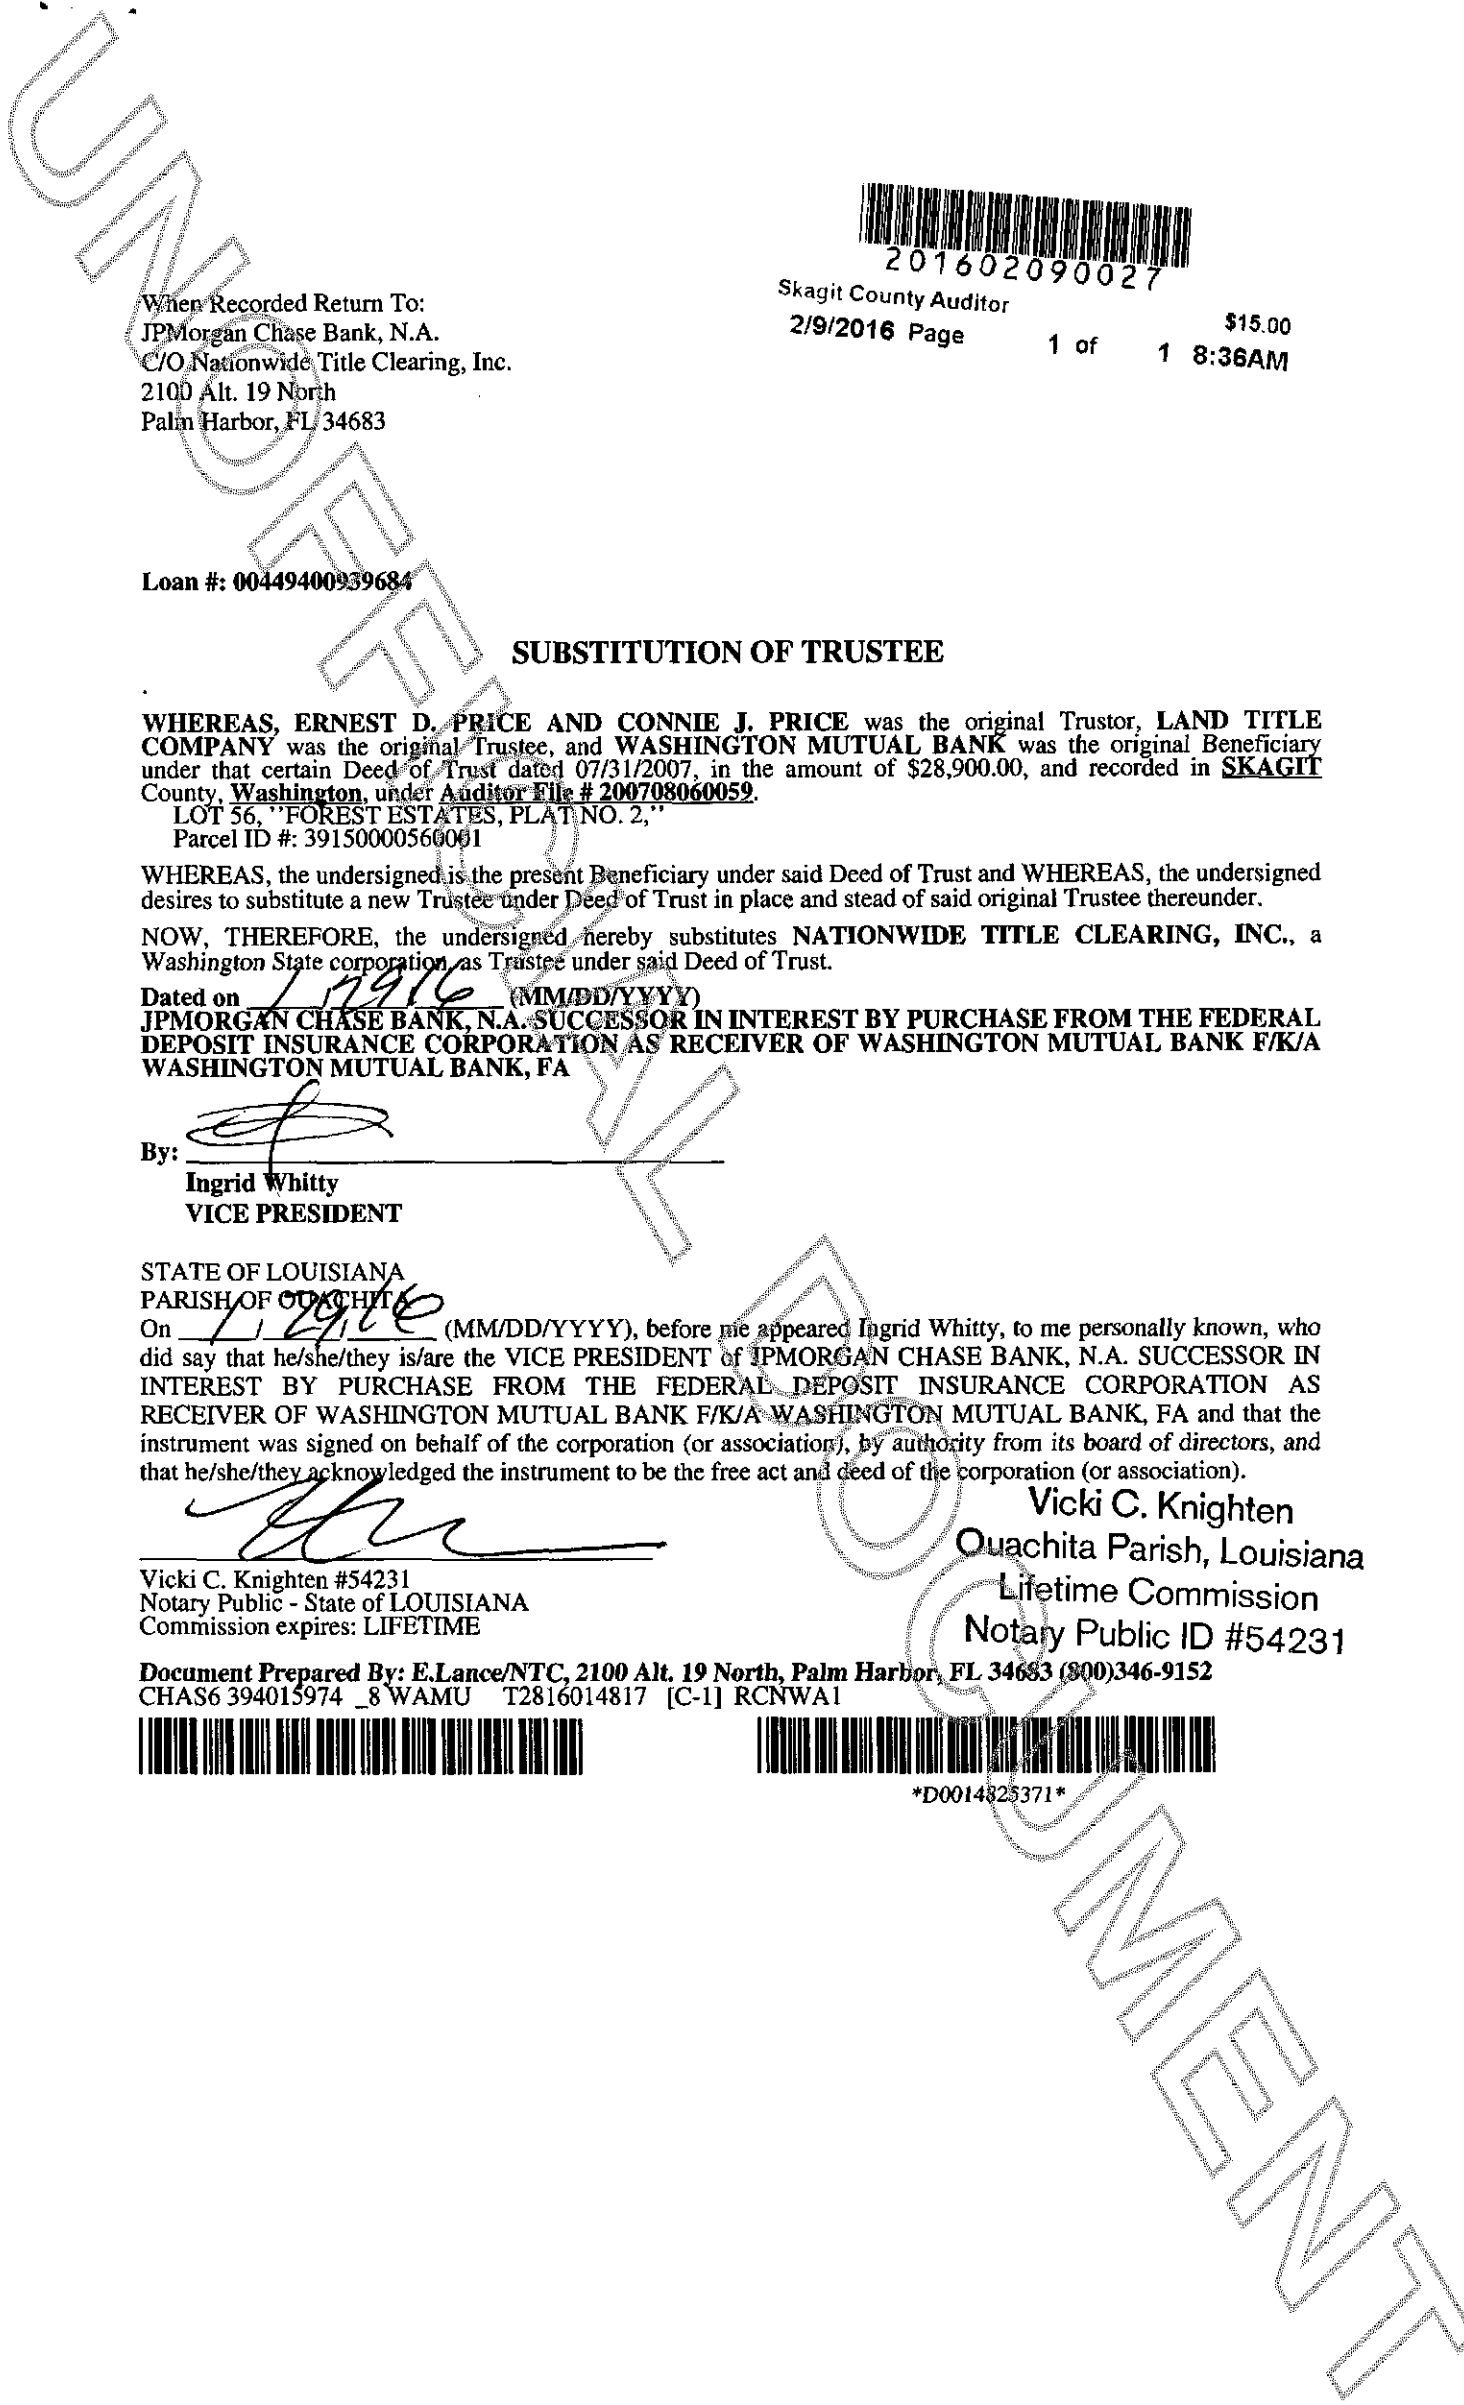 201602090027
Skagit County Auditor
$15.00
2/9/2016 Page 1 of 1 8:36AM
When Recorded Return To:
JPMorgan Chase Bank, N.A.
C/O Nationwide Title Clearing, Inc.
2100 Alt. 19 North
Palm Harbor, FL 34683
Loan #: 00449400939684
SUBSTITUTION OF TRUSTEE
WHEREAS, ERNEST D. PRICE AND CONNIE J. PRICE was the original Trustor, LAND TITLE
COMPANY was the original Trustee, and WASHINGTON MUTUAL BANK was the original Beneficiary
under that certain Deed of Trust dated 07/31/2007, in the amount of $28,900.00, and recorded in SKAGIT
County, Washington, under Auditor File # 200708060059.
LOT 56, "FOREST ESTATES, PLAT NO. 2,"
Parcel ID #: 39150000560001
WHEREAS, the undersigned is the present Beneficiary under said Deed of Trust and WHEREAS, the undersigned
desires to substitute a new Trustee under Deed of Trust in place and stead of said original Trustee thereunder.
NOW, THEREFORE, the undersigned hereby substitutes NATIONWIDE TITLE CLEARING, INC., a
Washington State corporation, as Trustee under said Deed of Trust.
Dated on 1/29/16 (MM/DD/YYYY)
JPMORGAN CHASE BANK, N.A. SUCCESSOR IN INTEREST BY PURCHASE FROM THE FEDERAL
DEPOSIT INSURANCE CORPORATION AS RECEIVER OF WASHINGTON MUTUAL BANK F/K/A
WASHINGTON MUTUAL BANK, FA
By:
Ingrid Whitty
VICE PRESIDENT
STATE OF LOUISIANA
PARISH OF OUACHITA
On 1/29/16 (MM/DD/YYYY), before me appeared Ingrid Whitty, to me personally known, who
did say that he/she/they is/are the VICE PRESIDENT of JPMORGAN CHASE BANK, N.A. SUCCESSOR IN
INTEREST BY PURCHASE FROM THE FEDERAL DEPOSIT INSURANCE CORPORATION AS
RECEIVER OF WASHINGTON MUTUAL BANK F/K/A WASHINGTON MUTUAL BANK, FA and that the
instrument was signed on behalf of the corporation (or association), by authority from its board of directors, and
that he/she/they acknowledged the instrument to be the free act and deed of the corporation (or association).
Vicki C. Knighten
Ouachita Parish, Louisiana
Lifetime Commission
Notary Public ID #54231
Vicki C. Knighten #54231
Notary Public - State of LOUISIANA
Commission expires: LIFETIME
Document Prepared By: E.Lance/NTC, 2100 Alt. 19 North, Palm Harbor, FL 34683 (800)346-9152
CHAS6 394015974 _8 WAMU T2816014817 [C-1] RCNWA1
*D0014825371*
UNOFFICIAL DOCUMENT